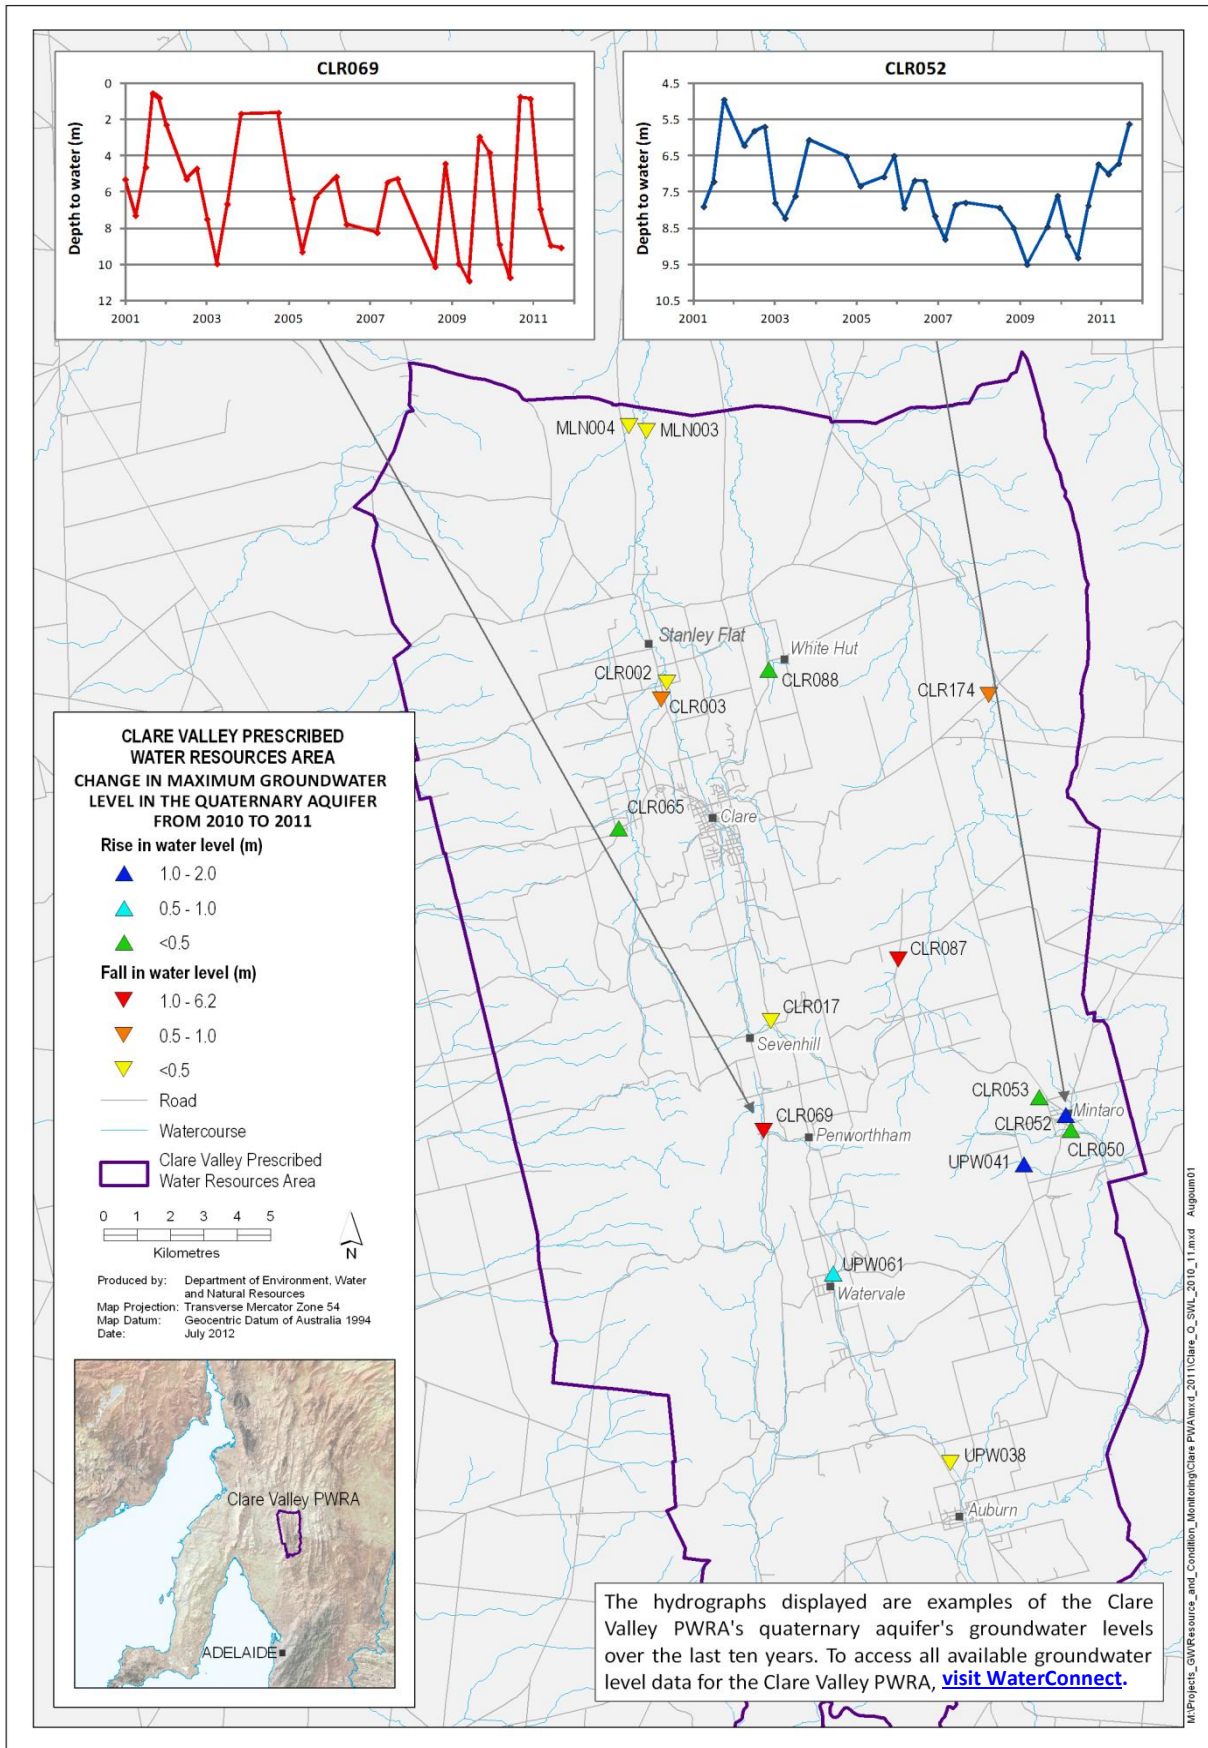 CLR069
Depth to water (m)
0
2
4
6
8
10
12
2001 2003 2005 2007 2009 2011
CLR052
Depth to water (m)
4.5
5.5
6.5
7.5
8.5
9.5
10.5
2001 2003 2005 2007 2009 2011
MLN004
MLN003
Stanley Flat
White Hut
CLR002
CLR088
CLR174
CLR003
CLR065
Clare
CLR087
CLR017
Sevenhill
CLR053
Mintaro
CLR069
CLR052
Penworthham
CLR050
UPW041
UPW061
Watervale
UPW038
Auburn
CLARE VALLEY PRESCRIBED
WATER RESOURCES AREA
CHANGE IN MAXIMUM GROUNDWATER
LEVEL IN THE QUATERNARY AQUIFER
FROM 2010 TO 2011
Rise in water level (m)
1.0 - 2.0
0.5 - 1.0
<0.5
Fall in water level (m)
1.0 - 6.2
0.5 - 1.0
<0.5
Road
Watercourse
Clare Valley Prescribed
Water Resources Area
0 1 2 3 4 5
Kilometres
N
Produced by: Department of Environment, Water
and Natural Resources
Map Projection: Transverse Mercator Zone 54
Map Datum: Geocentric Datum of Australia 1994
Date: July 2012
Clare Valley PWRA
ADELAIDE
The hydrographs displayed are examples of the Clare
Valley PWRA's quaternary aquifer's groundwater levels
over the last ten years. To access all available groundwater
level data for the Clare Valley PWRA, visit WaterConnect.
M:\Projects_GW\Resource_and_Condition_Monitoring\Clare PWA\mxd_2011\Clare_Q_SWL_2010_11.mxd Augoum01